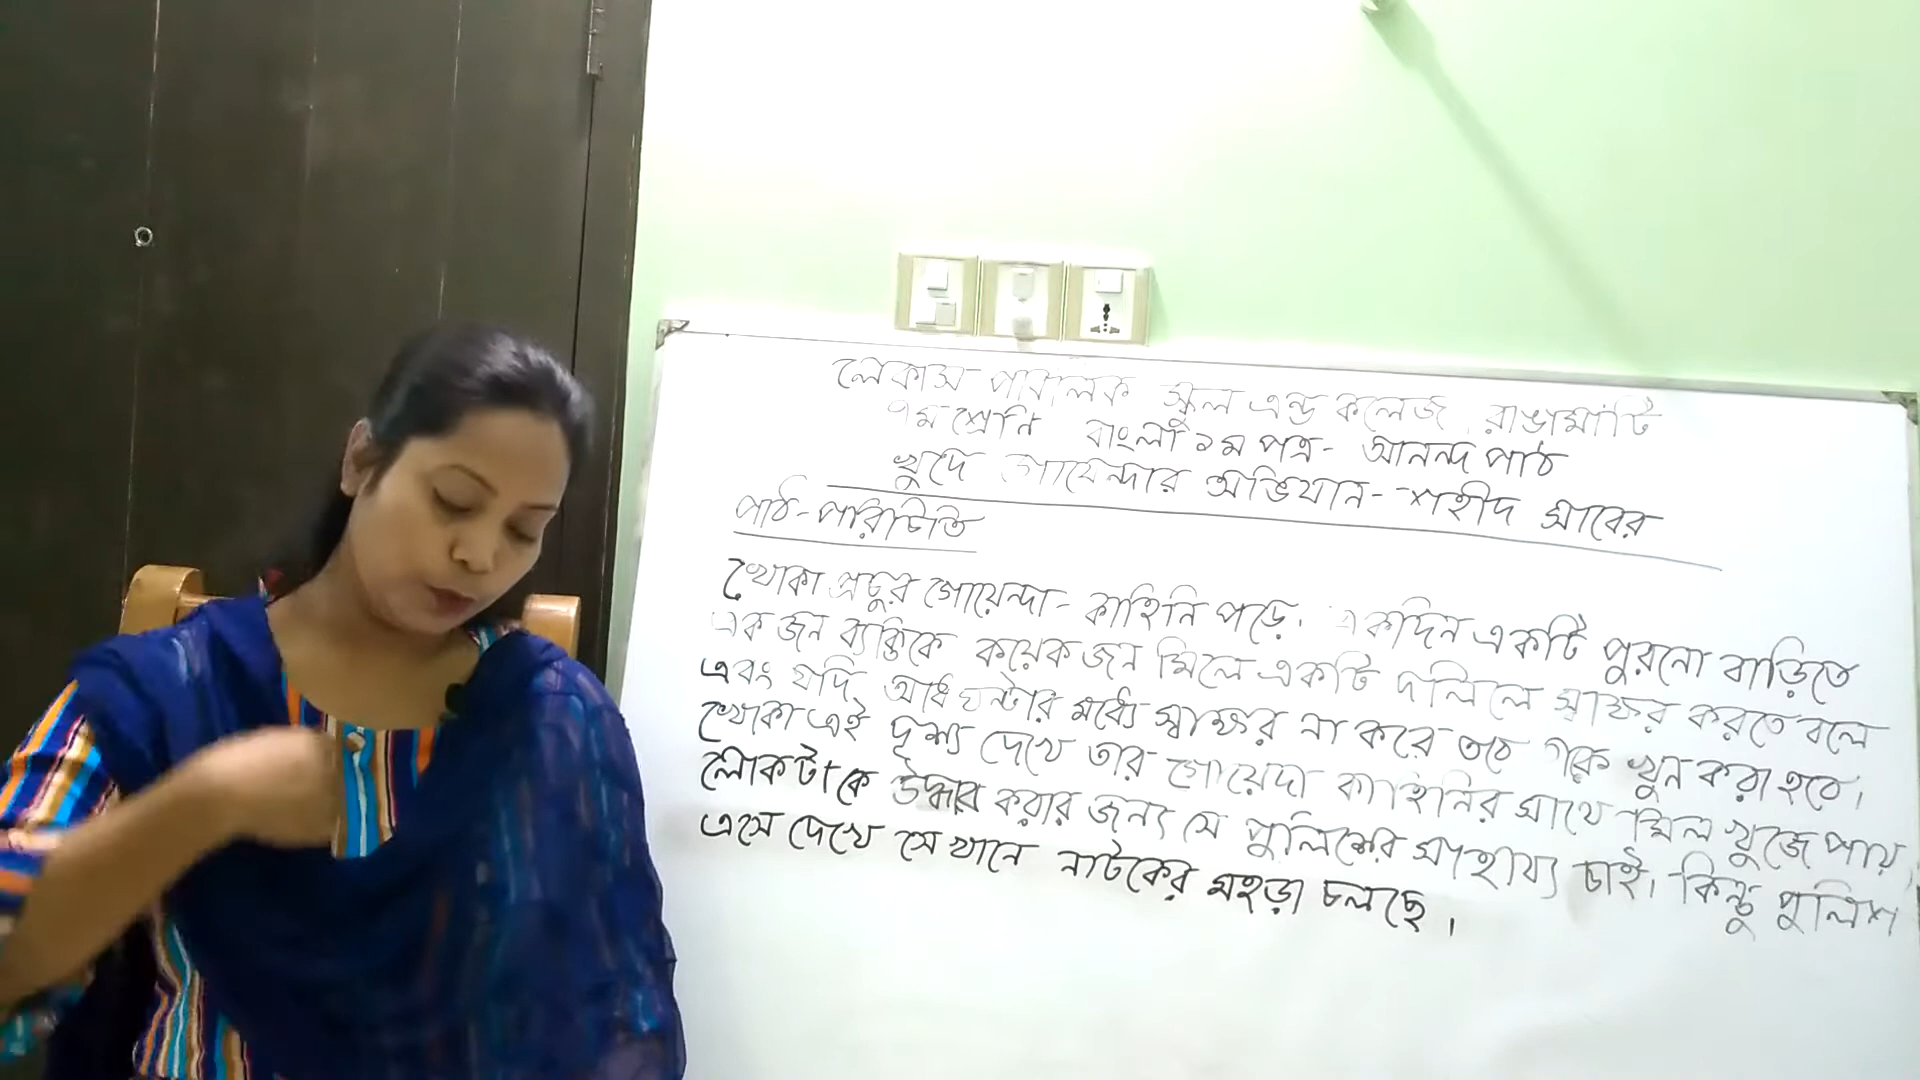 লেকার্স পাবলিক স্কুল এন্ড কলেজ, রাঙামাটি
৭ম শ্রেনি বাংলা ১ম পত্র- আনন্দ পাঠ
খুদে গোয়েন্দার অভিযান- শহীদ সাবের
পাঠ-পরিচিতি
খোকা প্রচুর গোয়েন্দা- কাহিনি পড়ে। একদিন একটি পুরনো বাড়িতে
এক জন ব্যক্তিকে কয়েক জন মিলে একটি দলিলে স্বাক্ষর করতে বলে
এবং যদি আধ ঘন্টার মধ্যে স্বাক্ষর না করে তবে তাকে খুন করা হবে।
খোকা এই দৃশ্য দেখে তার গোয়েদা কাহিনির সাথে মিল খুজে পায়,
লোকটাকে উদ্ধার করার জন্য সে পুলিশের সাহায্য চাই। কিন্তু পুলিশ
এসে দেখে সেখানে নাটকের মহড়া চলছে।